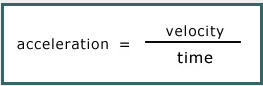 velocity
acceleration =
time